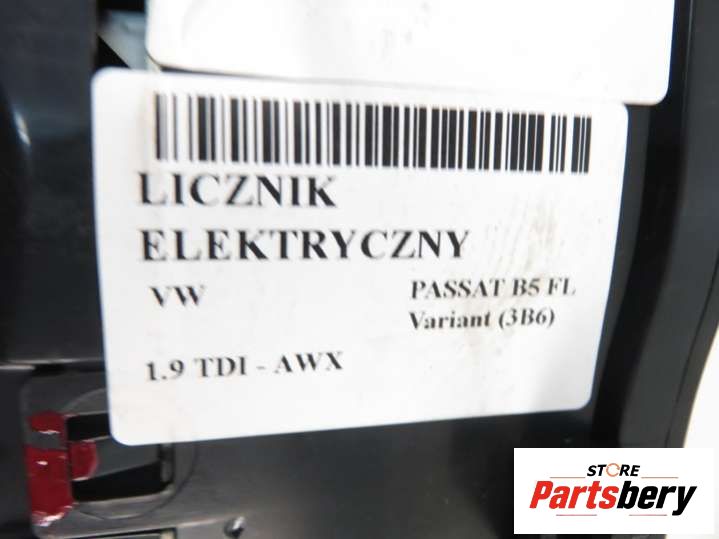 LICZNIK
ELEKTRYCZNY
VW PASSAT B5 FL
Variant (3B6)
1.9 TDI - AWX
STORE
Partsbery